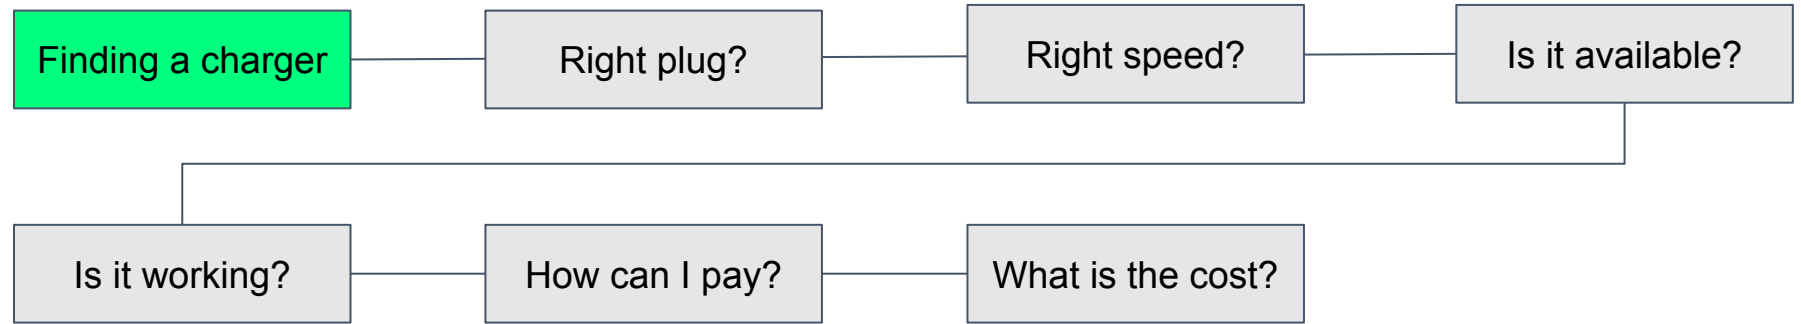 Finding a charger
Right plug?
Right speed?
Is it available?
Is it working?
How can I pay?
What is the cost?